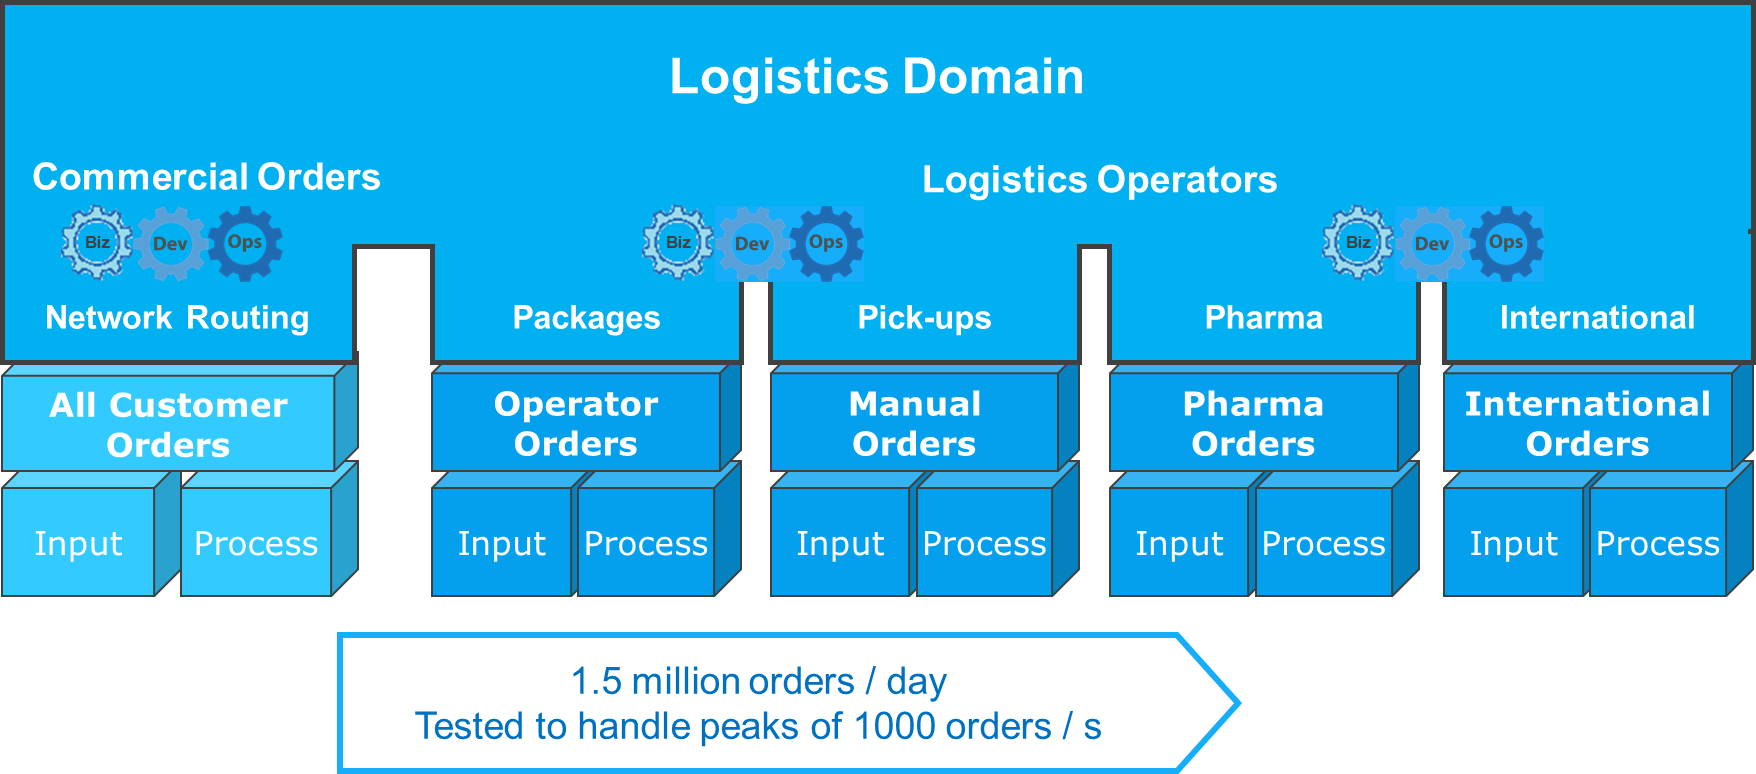 Logistics Domain
Commercial Orders
Logistics Operators
Biz Dev Ops
Biz Dev Ops
Biz Dev Ops
Network Routing
Packages
Pick-ups
Pharma
International
All Customer
Orders
Operator
Orders
Manual
Orders
Pharma
Orders
International
Orders
Input
Process
Input
Process
Input
Process
Input
Process
Input
Process
1.5 million orders / day
Tested to handle peaks of 1000 orders / s